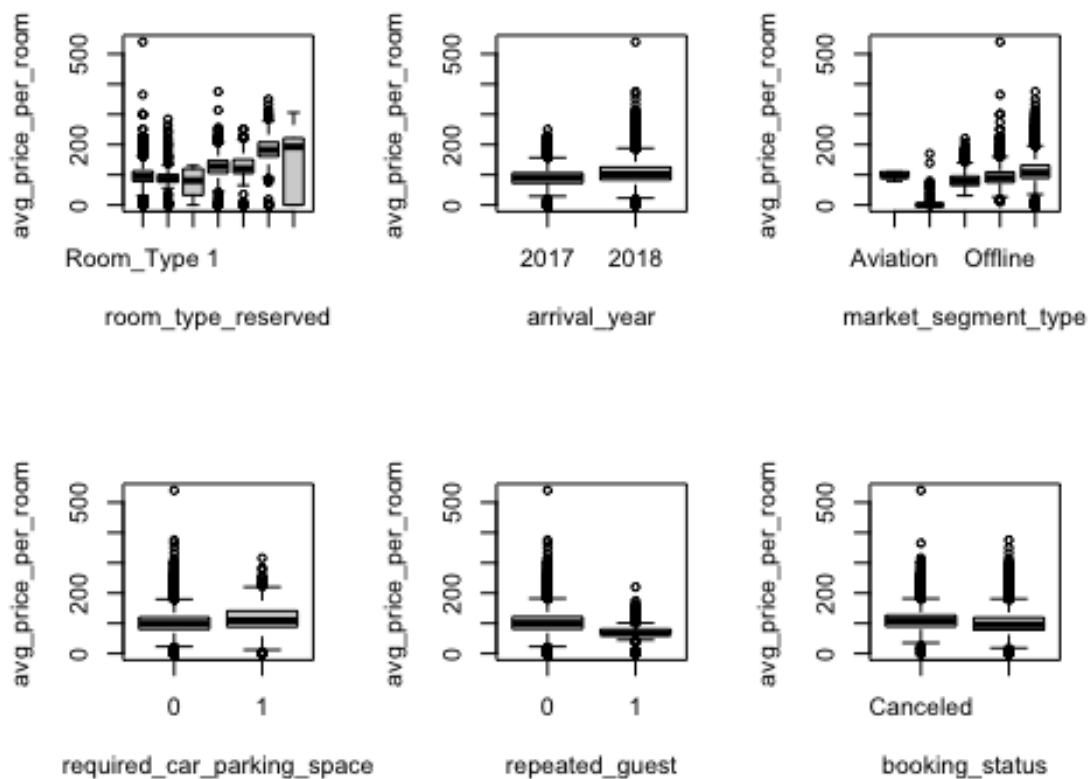 avg_price_per_room
500
200
0
Room_Type 1
room_type_reserved
avg_price_per_room
500
200
0
2017 2018
arrival_year
avg_price_per_room
500
200
0
Aviation Offline
market_segment_type
avg_price_per_room
500
200
0
0 1
required_car_parking_space
avg_price_per_room
500
200
0
0 1
repeated_guest
avg_price_per_room
500
200
0
Canceled
booking_status